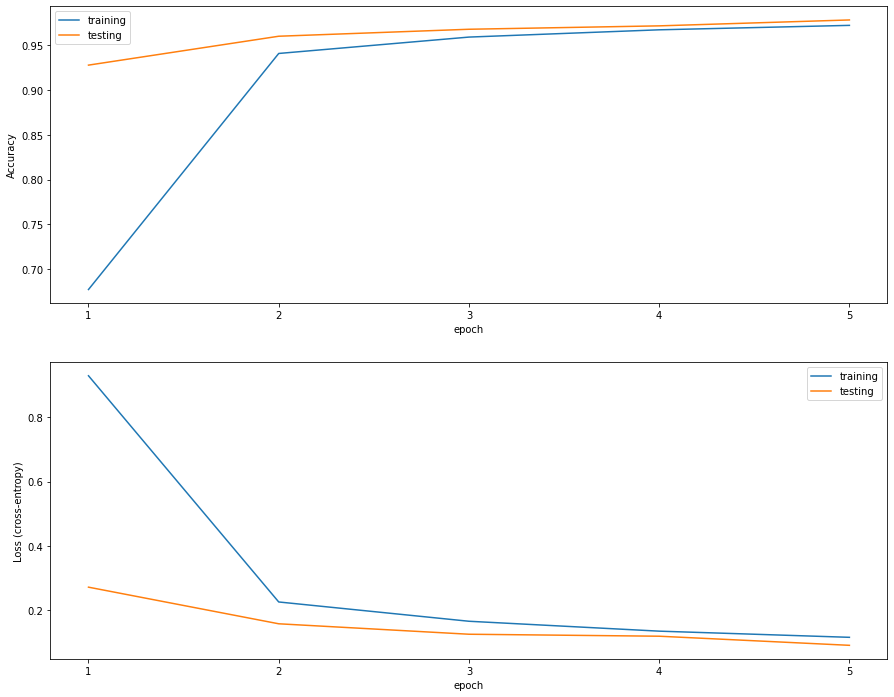 training
testing
0.95
0.90
0.85
0.80
0.75
0.70
Accuracy
1 2 3 4 5
epoch
training
testing
0.8
0.6
0.4
0.2
Loss (cross-entropy)
1 2 3 4 5
epoch